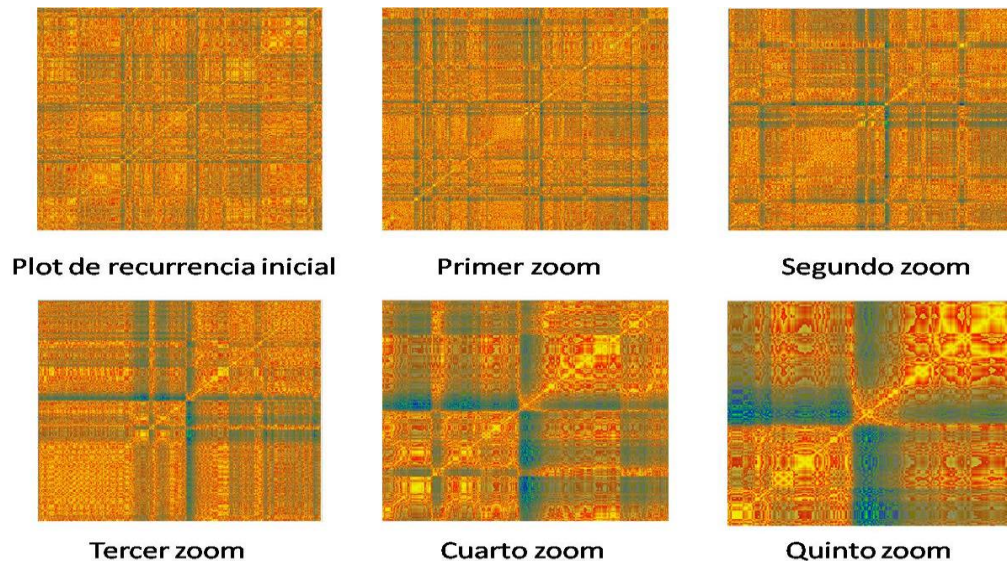 Plot de recurrencia inicial
Primer zoom
Segundo zoom
Tercer zoom
Cuarto zoom
Quinto zoom